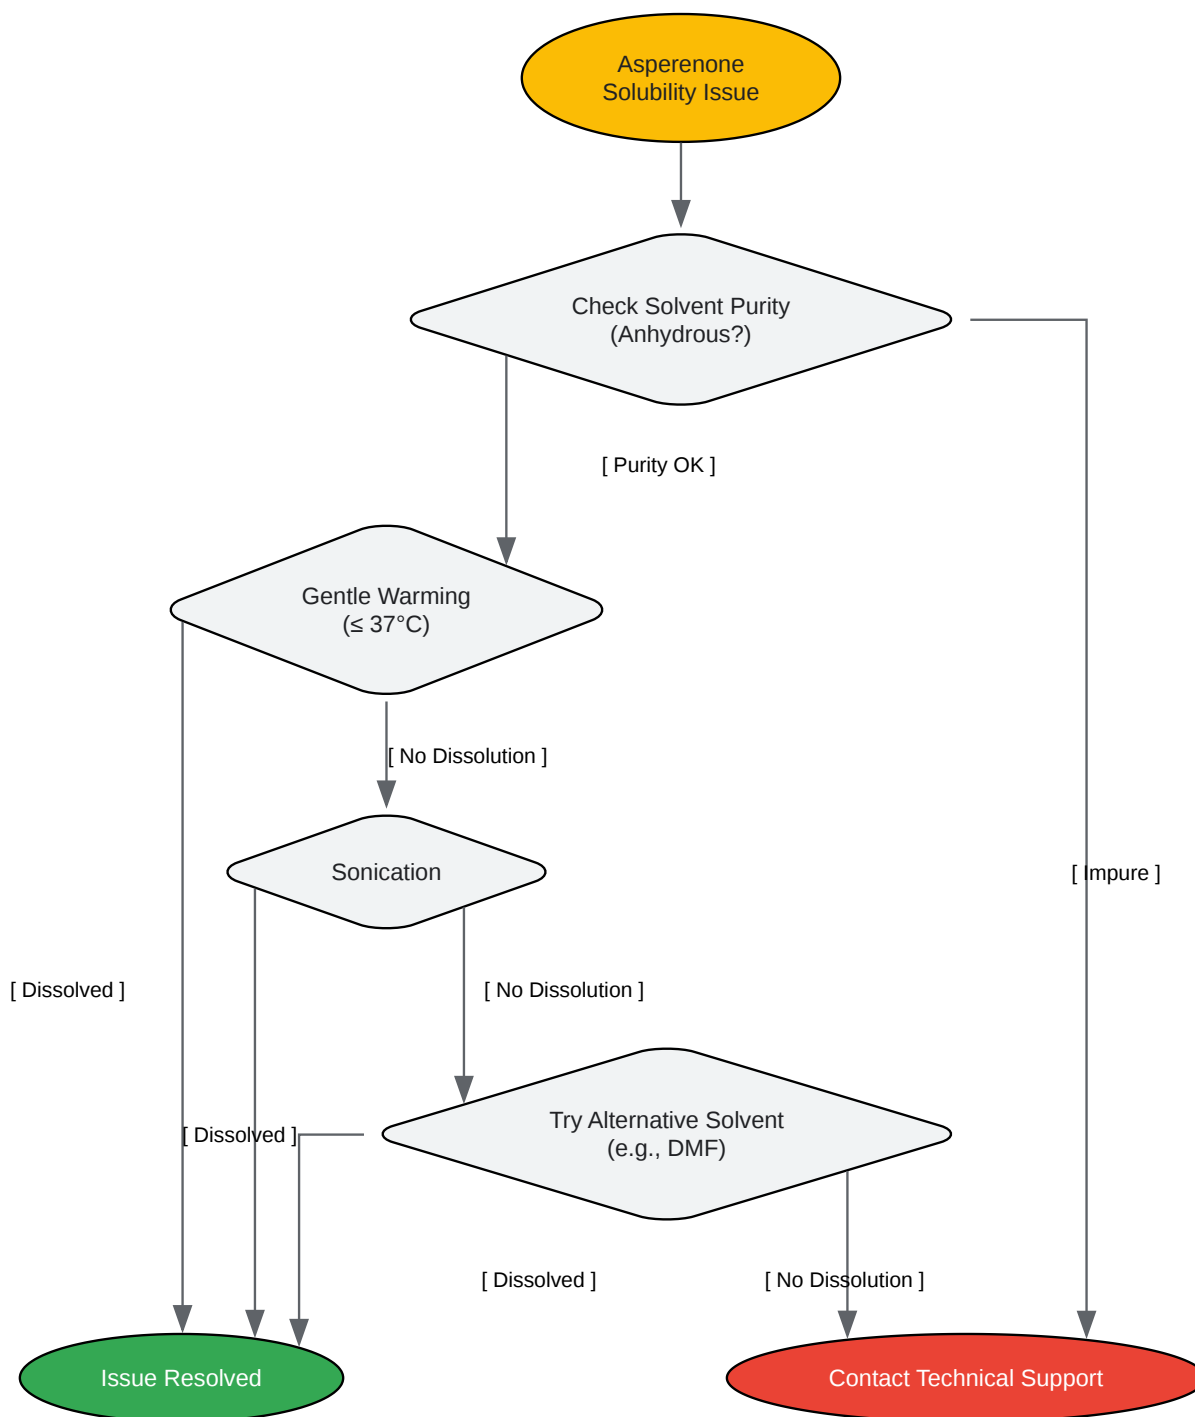 Asperenone
Solubility Issue
Check Solvent Purity
(Anhydrous?)
[ Purity OK ]
Gentle Warming
(≤ 37°C)
[ No Dissolution ]
Sonication
[ Impure ]
[ Dissolved ]
[ No Dissolution ]
Try Alternative Solvent
(e.g., DMF)
[ Dissolved ]
[ Dissolved ]
[ No Dissolution ]
Issue Resolved
Contact Technical Support